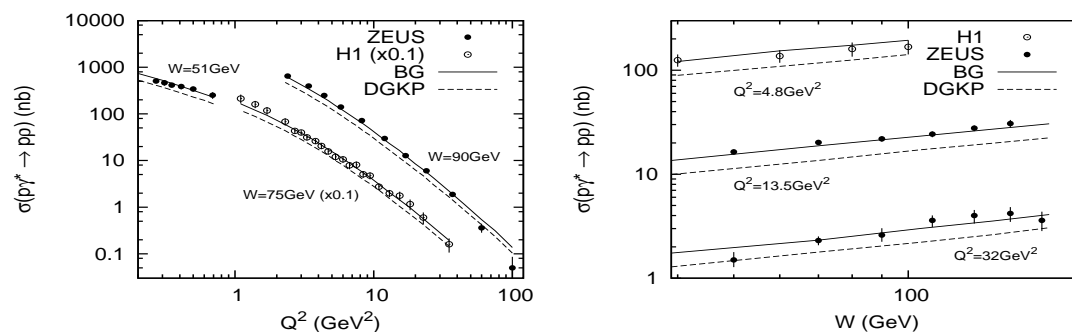 ZEUS
H1 (x0.1)
BG
DGKP
W=51GeV
W=90GeV
W=75GeV (x0.1)
10000
1000
100
10
1
0.1
1
10
100
Q² (GeV²)
σ(pγ* → pρ) (nb)
H1
ZEUS
BG
DGKP
Q²=4.8GeV²
Q²=13.5GeV²
Q²=32GeV²
100
10
1
100
W (GeV)
σ(pγ* → pρ) (nb)